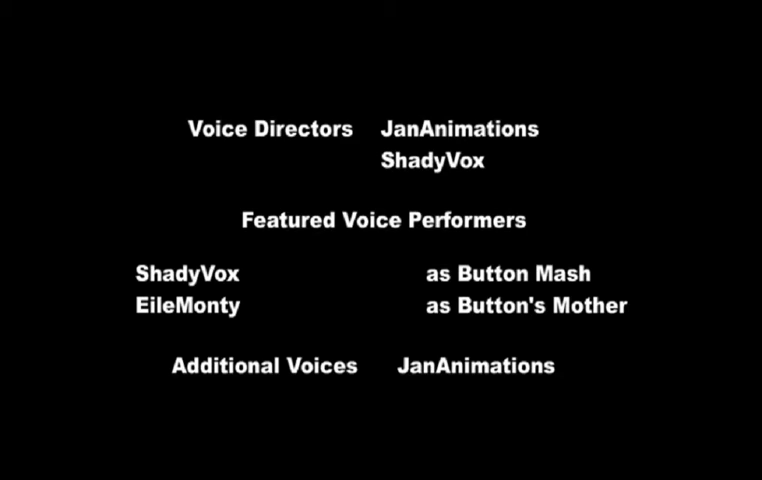 Voice Directors JanAnimations
ShadyVox
Featured Voice Performers
ShadyVox as Button Mash
EileMonty as Button's Mother
Additional Voices JanAnimations